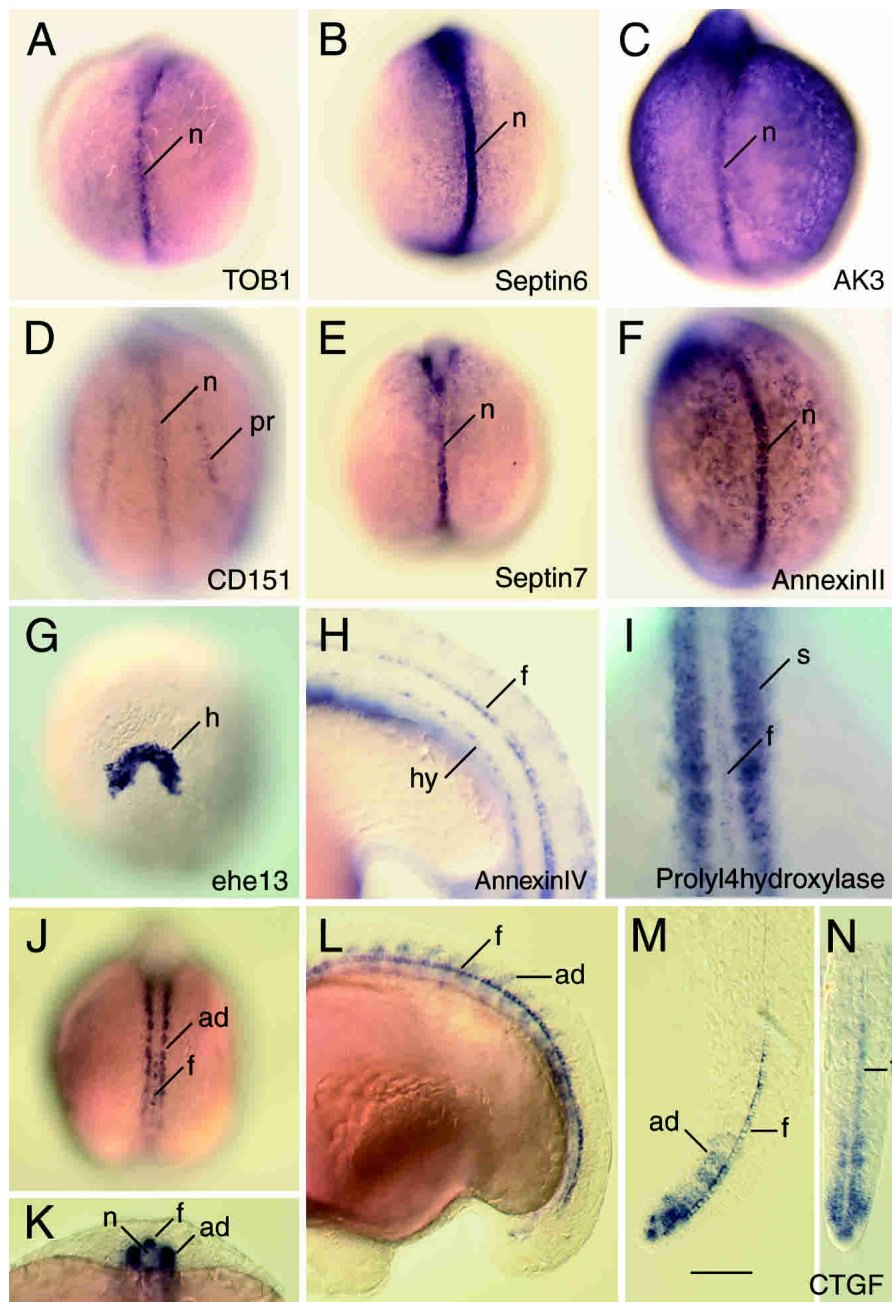 A
n
TOB1
B
n
Septin6
C
n
AK3
D
n
pr
CD151
E
n
Septin7
F
n
AnnexinII
G
h
ehe13
H
f
hy
AnnexinIV
I
s
f
Prolyl4hydroxylase
J
ad
f
K
n
f
ad
L
f
ad
M
ad
f
N
CTGF